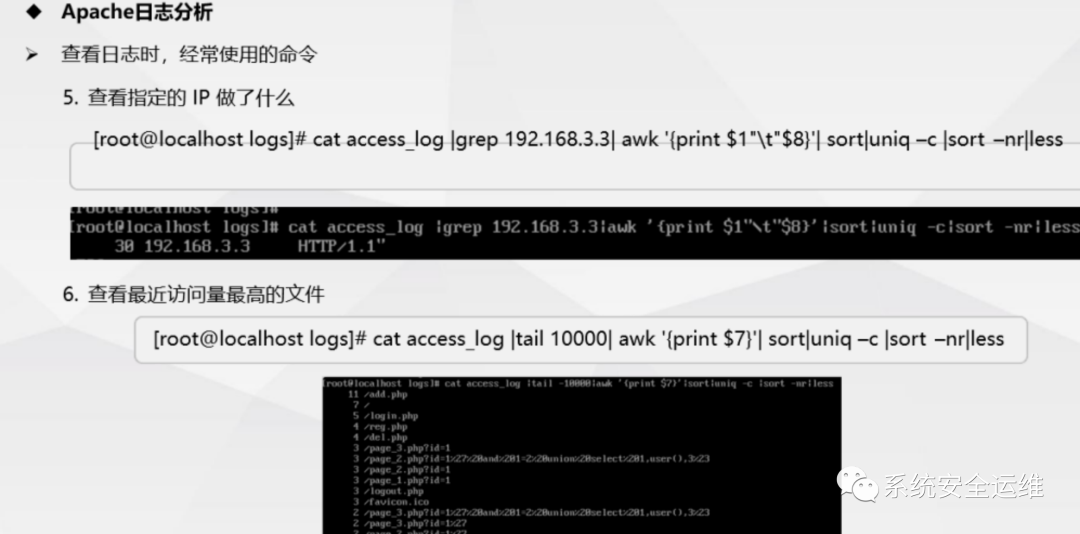 ◆ Apache日志分析
➢ 查看日志时，经常使用的命令
5. 查看指定的 IP 做了什么
[root@localhost logs]# cat access_log |grep 192.168.3.3| awk '{print $1"\t"$8}'| sort|uniq –c |sort –nr|less
[root@localhost logs]#
[root@localhost logs]# cat access_log |grep 192.168.3.3|awk '{print $1"\t"$8}'|sort|uniq -c|sort -nr|less
30 192.168.3.3 HTTP/1.1"
6. 查看最近访问量最高的文件
[root@localhost logs]# cat access_log |tail 10000| awk '{print $7}'| sort|uniq –c |sort –nr|less
[root@localhost logs]# cat access_log |tail -10000|awk '{print $7}'|sort|uniq -c |sort -nr|less
11 /add.php
7 /
5 /login.php
4 /reg.php
4 /del.php
3 /page_3.php?id=1
3 /page_2.php?id=1%27%20and%201=2%20union%20select%201,user(),3%23
3 /page_2.php?id=1
3 /page_1.php?id=1
3 /logout.php
3 /favicon.ico
2 /page_3.php?id=1%27%20and%201=2%20union%20select%201,user(),3%23
2 /page_3.php?id=1%27
2 /page_2.php?id=1%27
系统安全运维